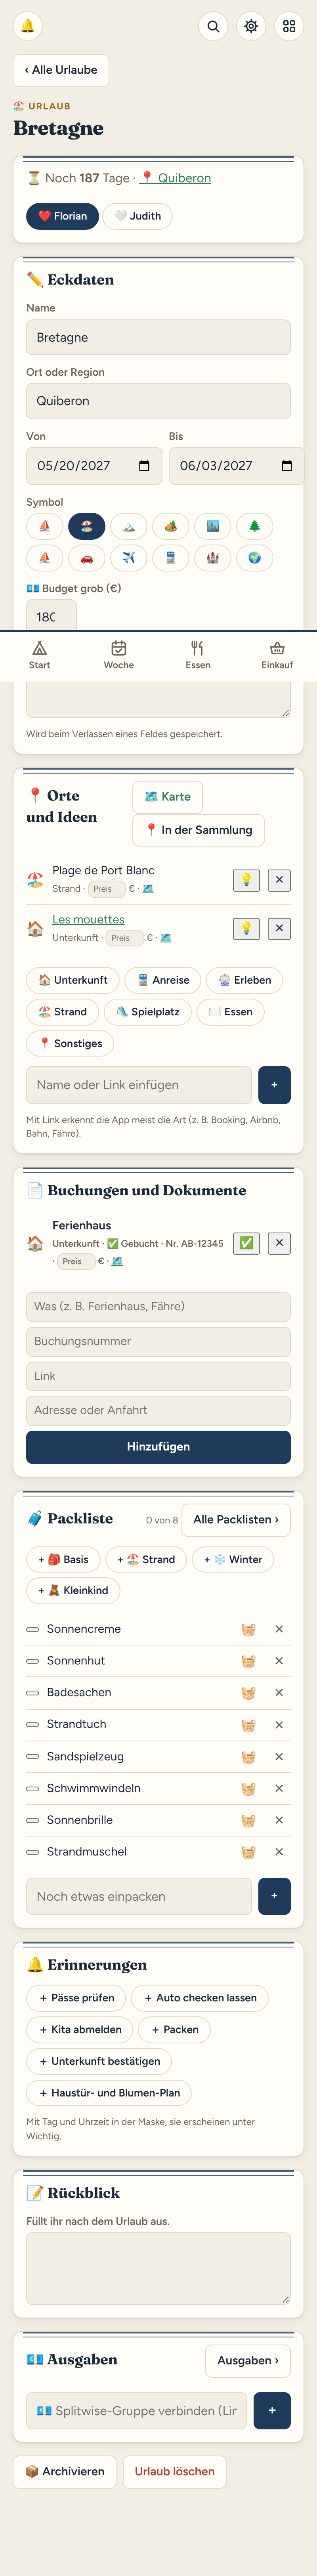 ‹ Alle Urlaube
URLAUB
Bretagne
Noch 187 Tage · Quiberon
Florian
Judith
Eckdaten
Name
Bretagne
Ort oder Region
Quiberon
Von
Bis
05/20/2027
06/03/2027
Symbol
Budget grob (€)
Start
Woche
Essen
Einkauf
Wird beim Verlassen eines Feldes gespeichert.
Orte und Ideen
Karte
In der Sammlung
Plage de Port Blanc
Strand · Preis €·
Les mouettes
Unterkunft · Preis €·
Unterkunft
Anreise
Erleben
Strand
Spielplatz
Essen
Sonstiges
Name oder Link einfügen
+
Mit Link erkennt die App meist die Art (z. B. Booking, Airbnb,
Bahn, Fähre).
Buchungen und Dokumente
Ferienhaus
Unterkunft · ✅ Gebucht · Nr. AB-12345
· Preis €·
Was (z. B. Ferienhaus, Fähre)
Buchungsnummer
Link
Adresse oder Anfahrt
Hinzufügen
Packliste
0 von 8
Alle Packlisten ›
+ Basis
+ Strand
+ Winter
+ Kleinkind
Sonnencreme
Sonnenhut
Badesachen
Strandtuch
Sandspielzeug
Schwimmwindeln
Sonnenbrille
Strandmuschel
Noch etwas einpacken
+
Erinnerungen
+ Pässe prüfen
+ Auto checken lassen
+ Kita abmelden
+ Packen
+ Unterkunft bestätigen
+ Haustür- und Blumen-Plan
Mit Tag und Uhrzeit in der Maske, sie erscheinen unter
Wichtig.
Rückblick
Füllt ihr nach dem Urlaub aus.
Ausgaben
Ausgaben ›
Splitwise-Gruppe verbinden (Lin
+
Archivieren
Urlaub löschen